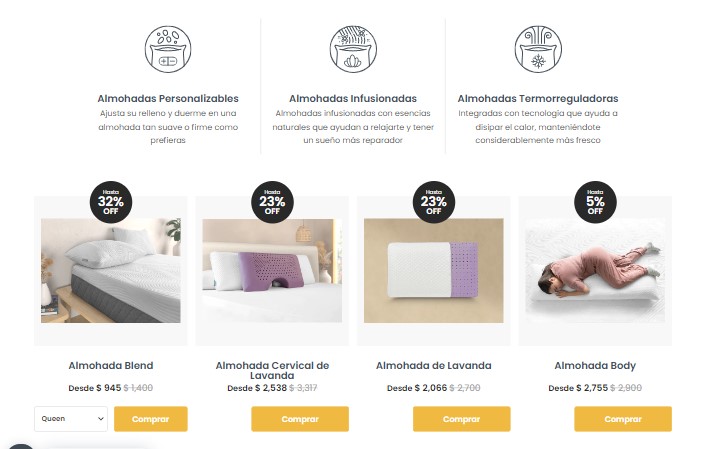 Almohadas Personalizables
Ajusta su relleno y duerme en una
almohada tan suave o firme como
prefieras
Almohadas Infusionadas
Almohadas infusionadas con esencias
naturales que ayudan a relajarte y tener
un sueño más reparador
Almohadas Termorreguladoras
Integradas con tecnología que ayuda a
disipar el calor, manteniéndote
considerablemente más fresco
Hasta
32%
OFF
Hasta
23%
OFF
Hasta
23%
OFF
Hasta
5%
OFF
Almohada Blend
Desde $ 945 $ 1,400
Queen
Comprar
Almohada Cervical de
Lavanda
Desde $ 2,538 $ 3,317
Comprar
Almohada de Lavanda
Desde $ 2,066 $ 2,700
Comprar
Almohada Body
Desde $ 2,755 $ 2,900
Comprar